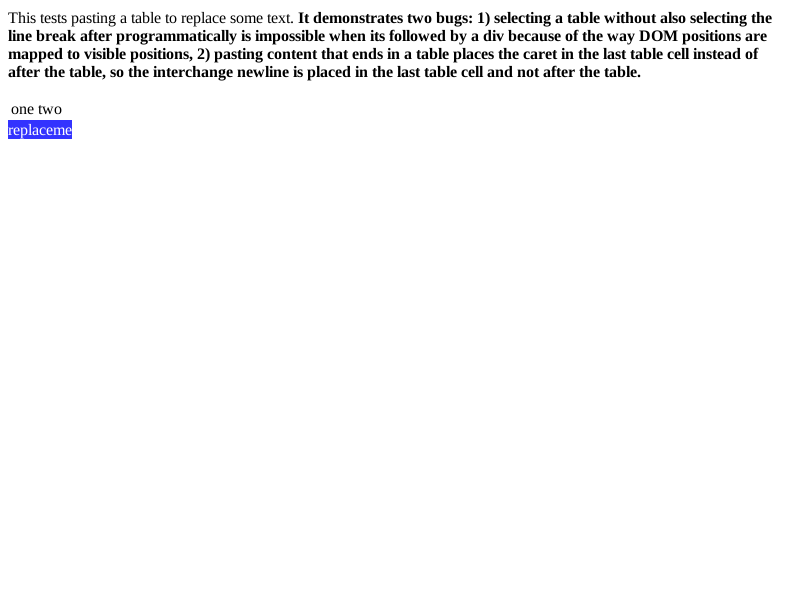 This tests pasting a table to replace some text. It demonstrates two bugs: 1) selecting a table without also selecting the
line break after programmatically is impossible when its followed by a div because of the way DOM positions are
mapped to visible positions, 2) pasting content that ends in a table places the caret in the last table cell instead of
after the table, so the interchange newline is placed in the last table cell and not after the table.
one two
replaceme